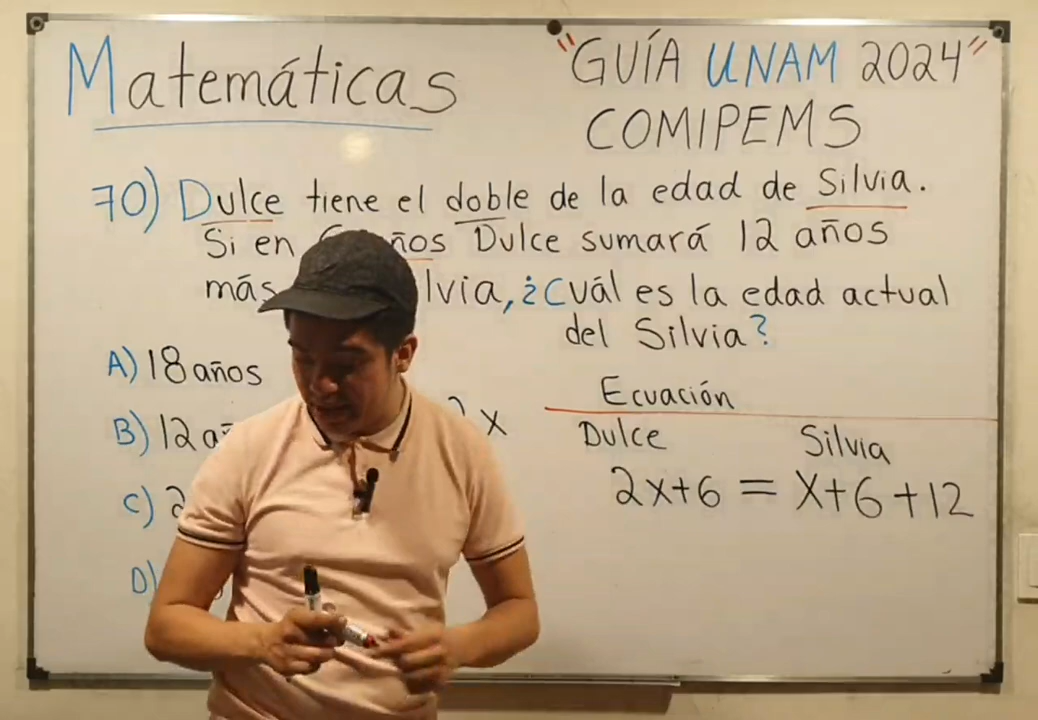 Matemáticas
"GUÍA UNAM 2024"
COMIPEMS
70) Dulce tiene el doble de la edad de Silvia.
Si en años Dulce sumará 12 años
más lvia, ¿Cuál es la edad actual
del Silvia?
A) 18 años
B) 12 añ
C) 2
D)
x
Ecuación
Dulce Silvia
2x+6 = x+6+12